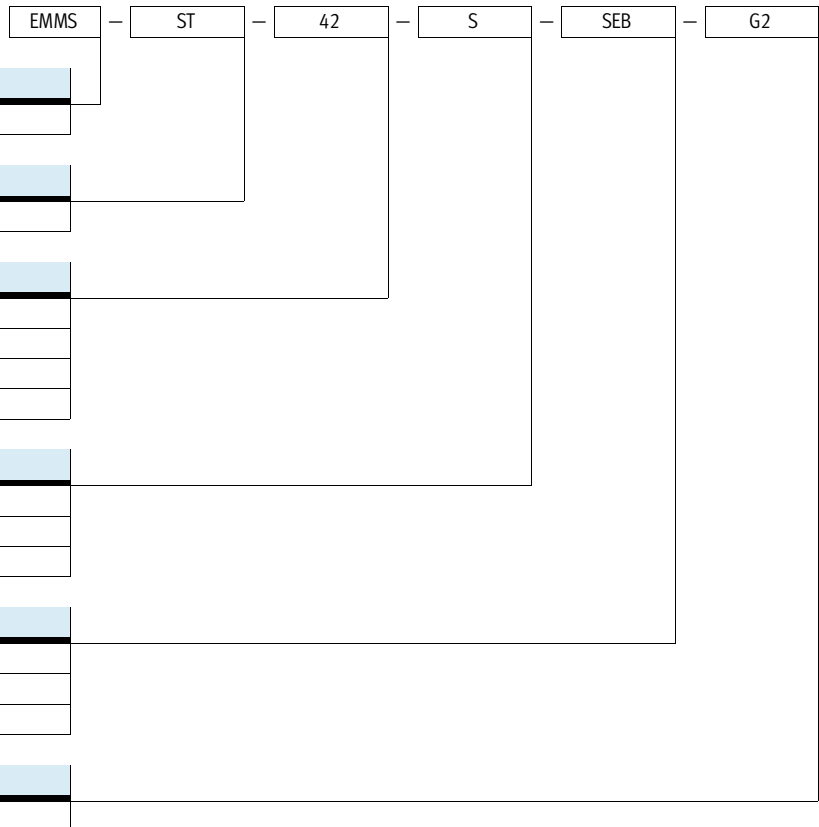 EMMS – ST – 42 – S – SEB – G2